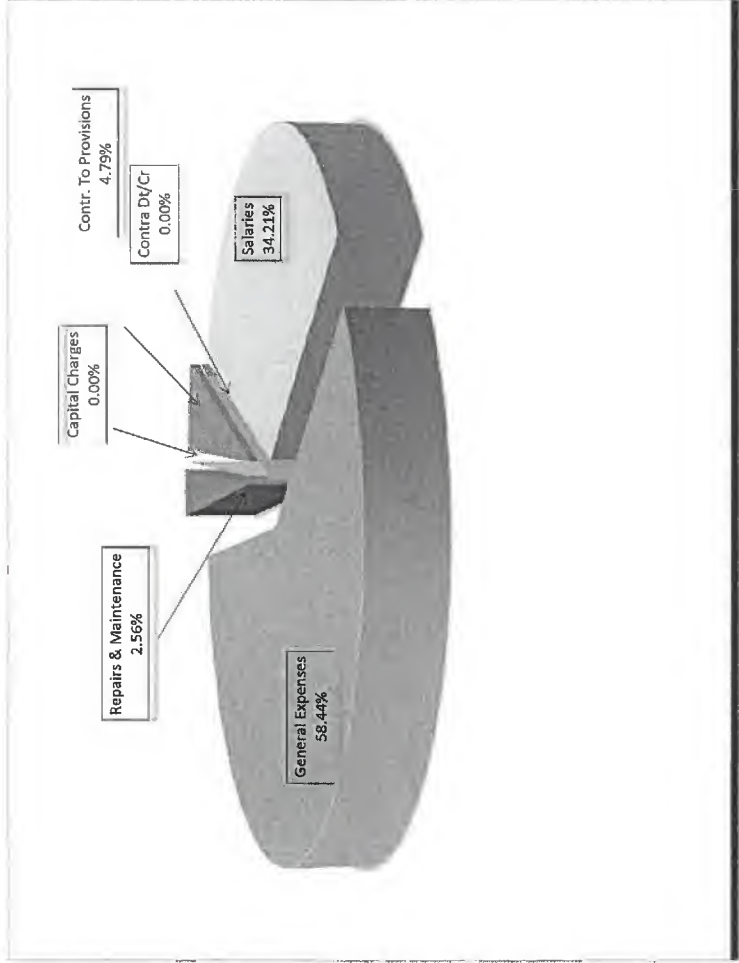 Contr. To Provisions
4.79%
Contra Dt/Cr
0.00%
Capital Charges
0.00%
Salaries
34.21%
Repairs & Maintenance
2.56%
General Expenses
58.44%